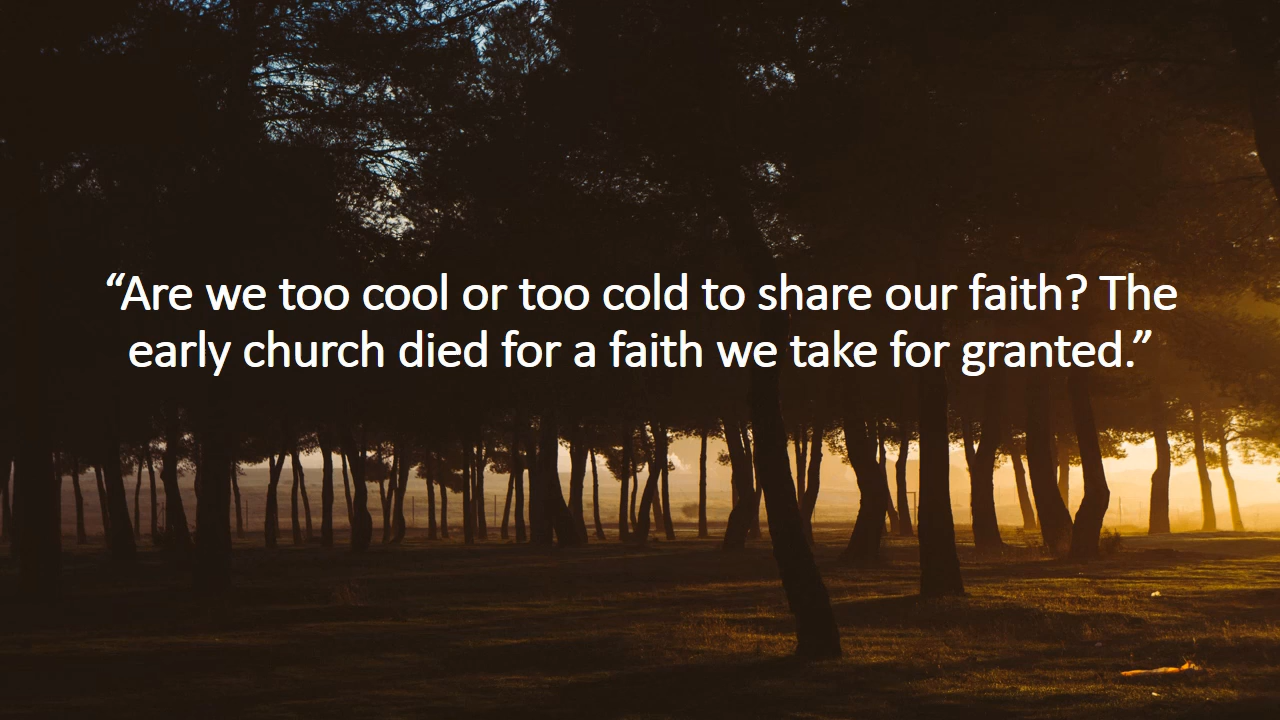 “Are we too cool or too cold to share our faith? The
early church died for a faith we take for granted.”